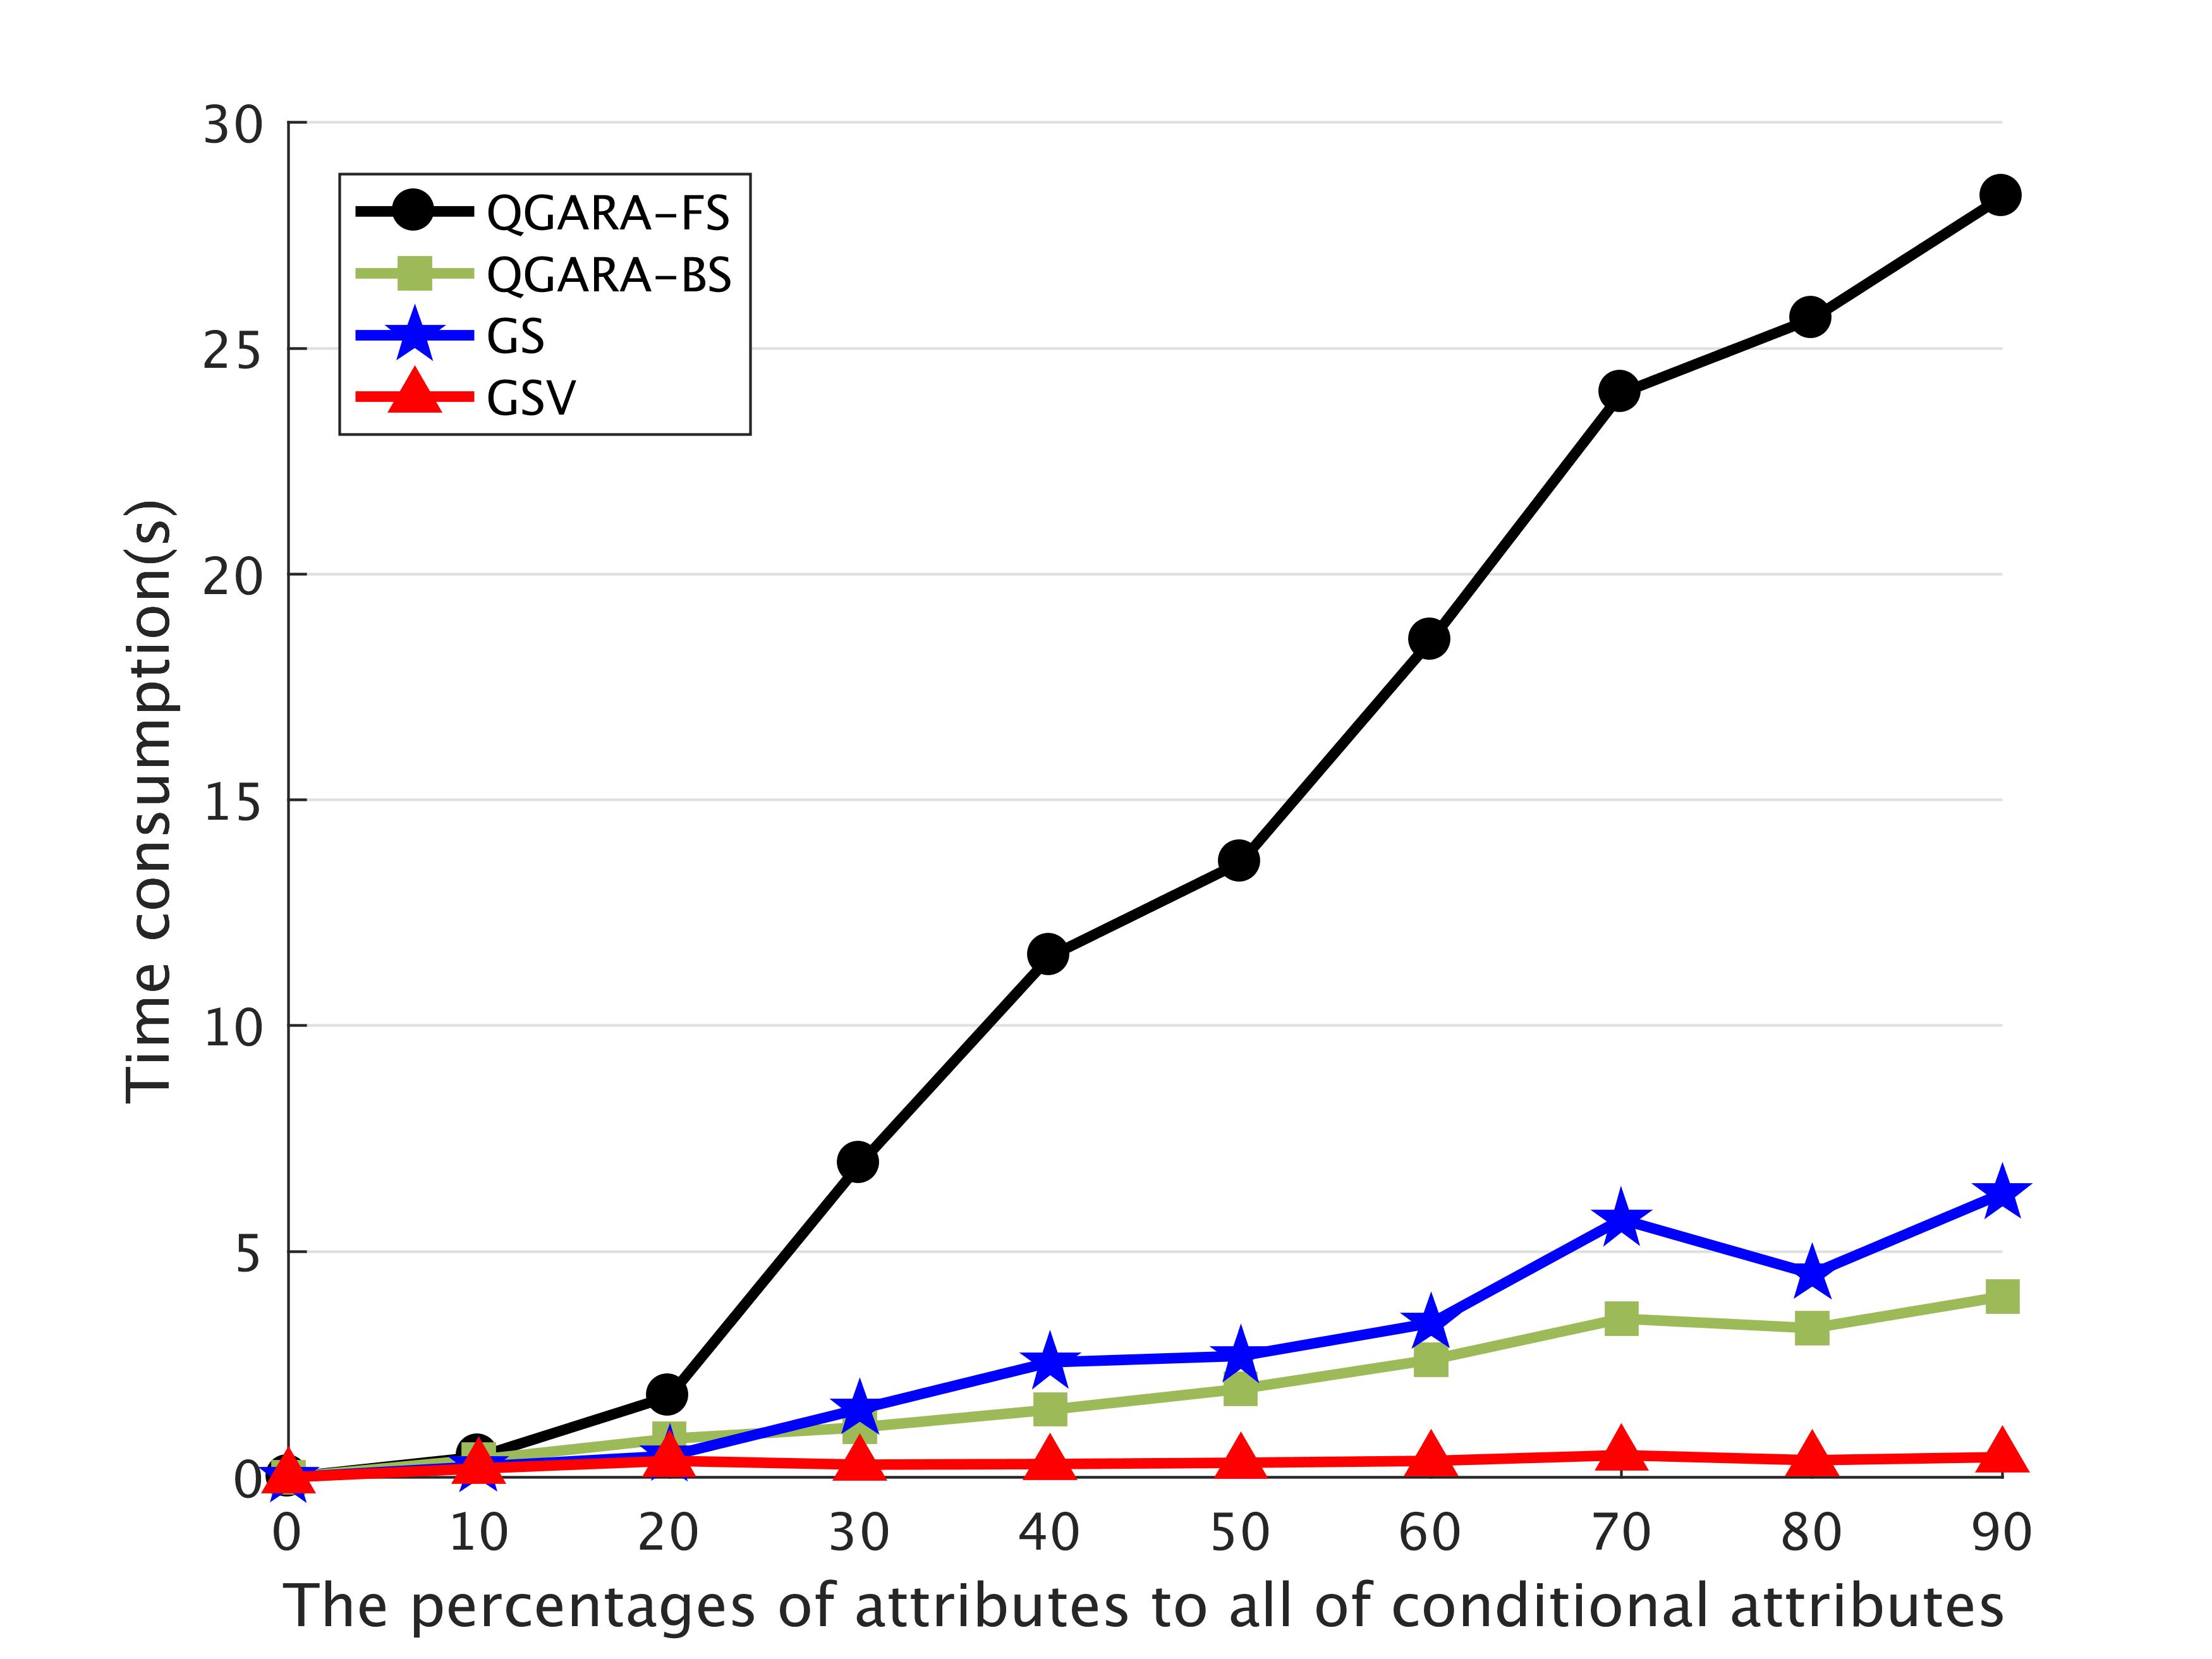 30
25
20
15
10
5
0
Time consumption(s)
QGARA-FS
QGARA-BS
GS
GSV
0 10 20 30 40 50 60 70 80 90
The percentages of attributes to all of conditional attributes